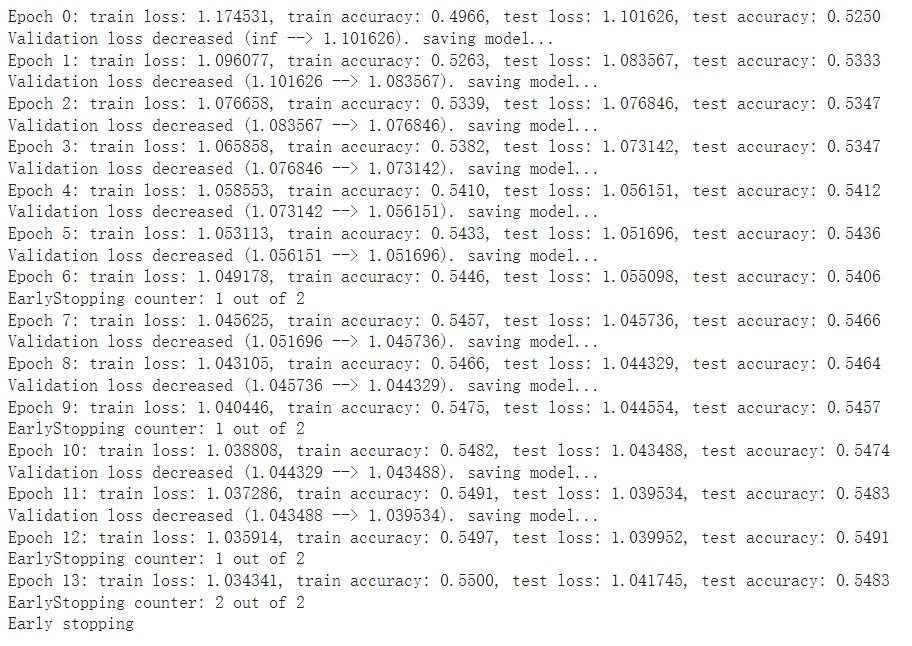 Epoch 0: train loss: 1.174531, train accuracy: 0.4966, test loss: 1.101626, test accuracy: 0.5250
Validation loss decreased (inf --> 1.101626). saving model...
Epoch 1: train loss: 1.096077, train accuracy: 0.5263, test loss: 1.083567, test accuracy: 0.5333
Validation loss decreased (1.101626 --> 1.083567). saving model...
Epoch 2: train loss: 1.076658, train accuracy: 0.5339, test loss: 1.076846, test accuracy: 0.5347
Validation loss decreased (1.083567 --> 1.076846). saving model...
Epoch 3: train loss: 1.065858, train accuracy: 0.5382, test loss: 1.073142, test accuracy: 0.5347
Validation loss decreased (1.076846 --> 1.073142). saving model...
Epoch 4: train loss: 1.058553, train accuracy: 0.5410, test loss: 1.056151, test accuracy: 0.5412
Validation loss decreased (1.073142 --> 1.056151). saving model...
Epoch 5: train loss: 1.053113, train accuracy: 0.5433, test loss: 1.051696, test accuracy: 0.5436
Validation loss decreased (1.056151 --> 1.051696). saving model...
Epoch 6: train loss: 1.049178, train accuracy: 0.5446, test loss: 1.055098, test accuracy: 0.5406
EarlyStopping counter: 1 out of 2
Epoch 7: train loss: 1.045625, train accuracy: 0.5457, test loss: 1.045736, test accuracy: 0.5466
Validation loss decreased (1.051696 --> 1.045736). saving model...
Epoch 8: train loss: 1.043105, train accuracy: 0.5466, test loss: 1.044329, test accuracy: 0.5464
Validation loss decreased (1.045736 --> 1.044329). saving model...
Epoch 9: train loss: 1.040446, train accuracy: 0.5475, test loss: 1.044554, test accuracy: 0.5457
EarlyStopping counter: 1 out of 2
Epoch 10: train loss: 1.038808, train accuracy: 0.5482, test loss: 1.043488, test accuracy: 0.5474
Validation loss decreased (1.044329 --> 1.043488). saving model...
Epoch 11: train loss: 1.037286, train accuracy: 0.5491, test loss: 1.039534, test accuracy: 0.5483
Validation loss decreased (1.043488 --> 1.039534). saving model...
Epoch 12: train loss: 1.035914, train accuracy: 0.5497, test loss: 1.039952, test accuracy: 0.5491
EarlyStopping counter: 1 out of 2
Epoch 13: train loss: 1.034341, train accuracy: 0.5500, test loss: 1.041745, test accuracy: 0.5483
EarlyStopping counter: 2 out of 2
Early stopping